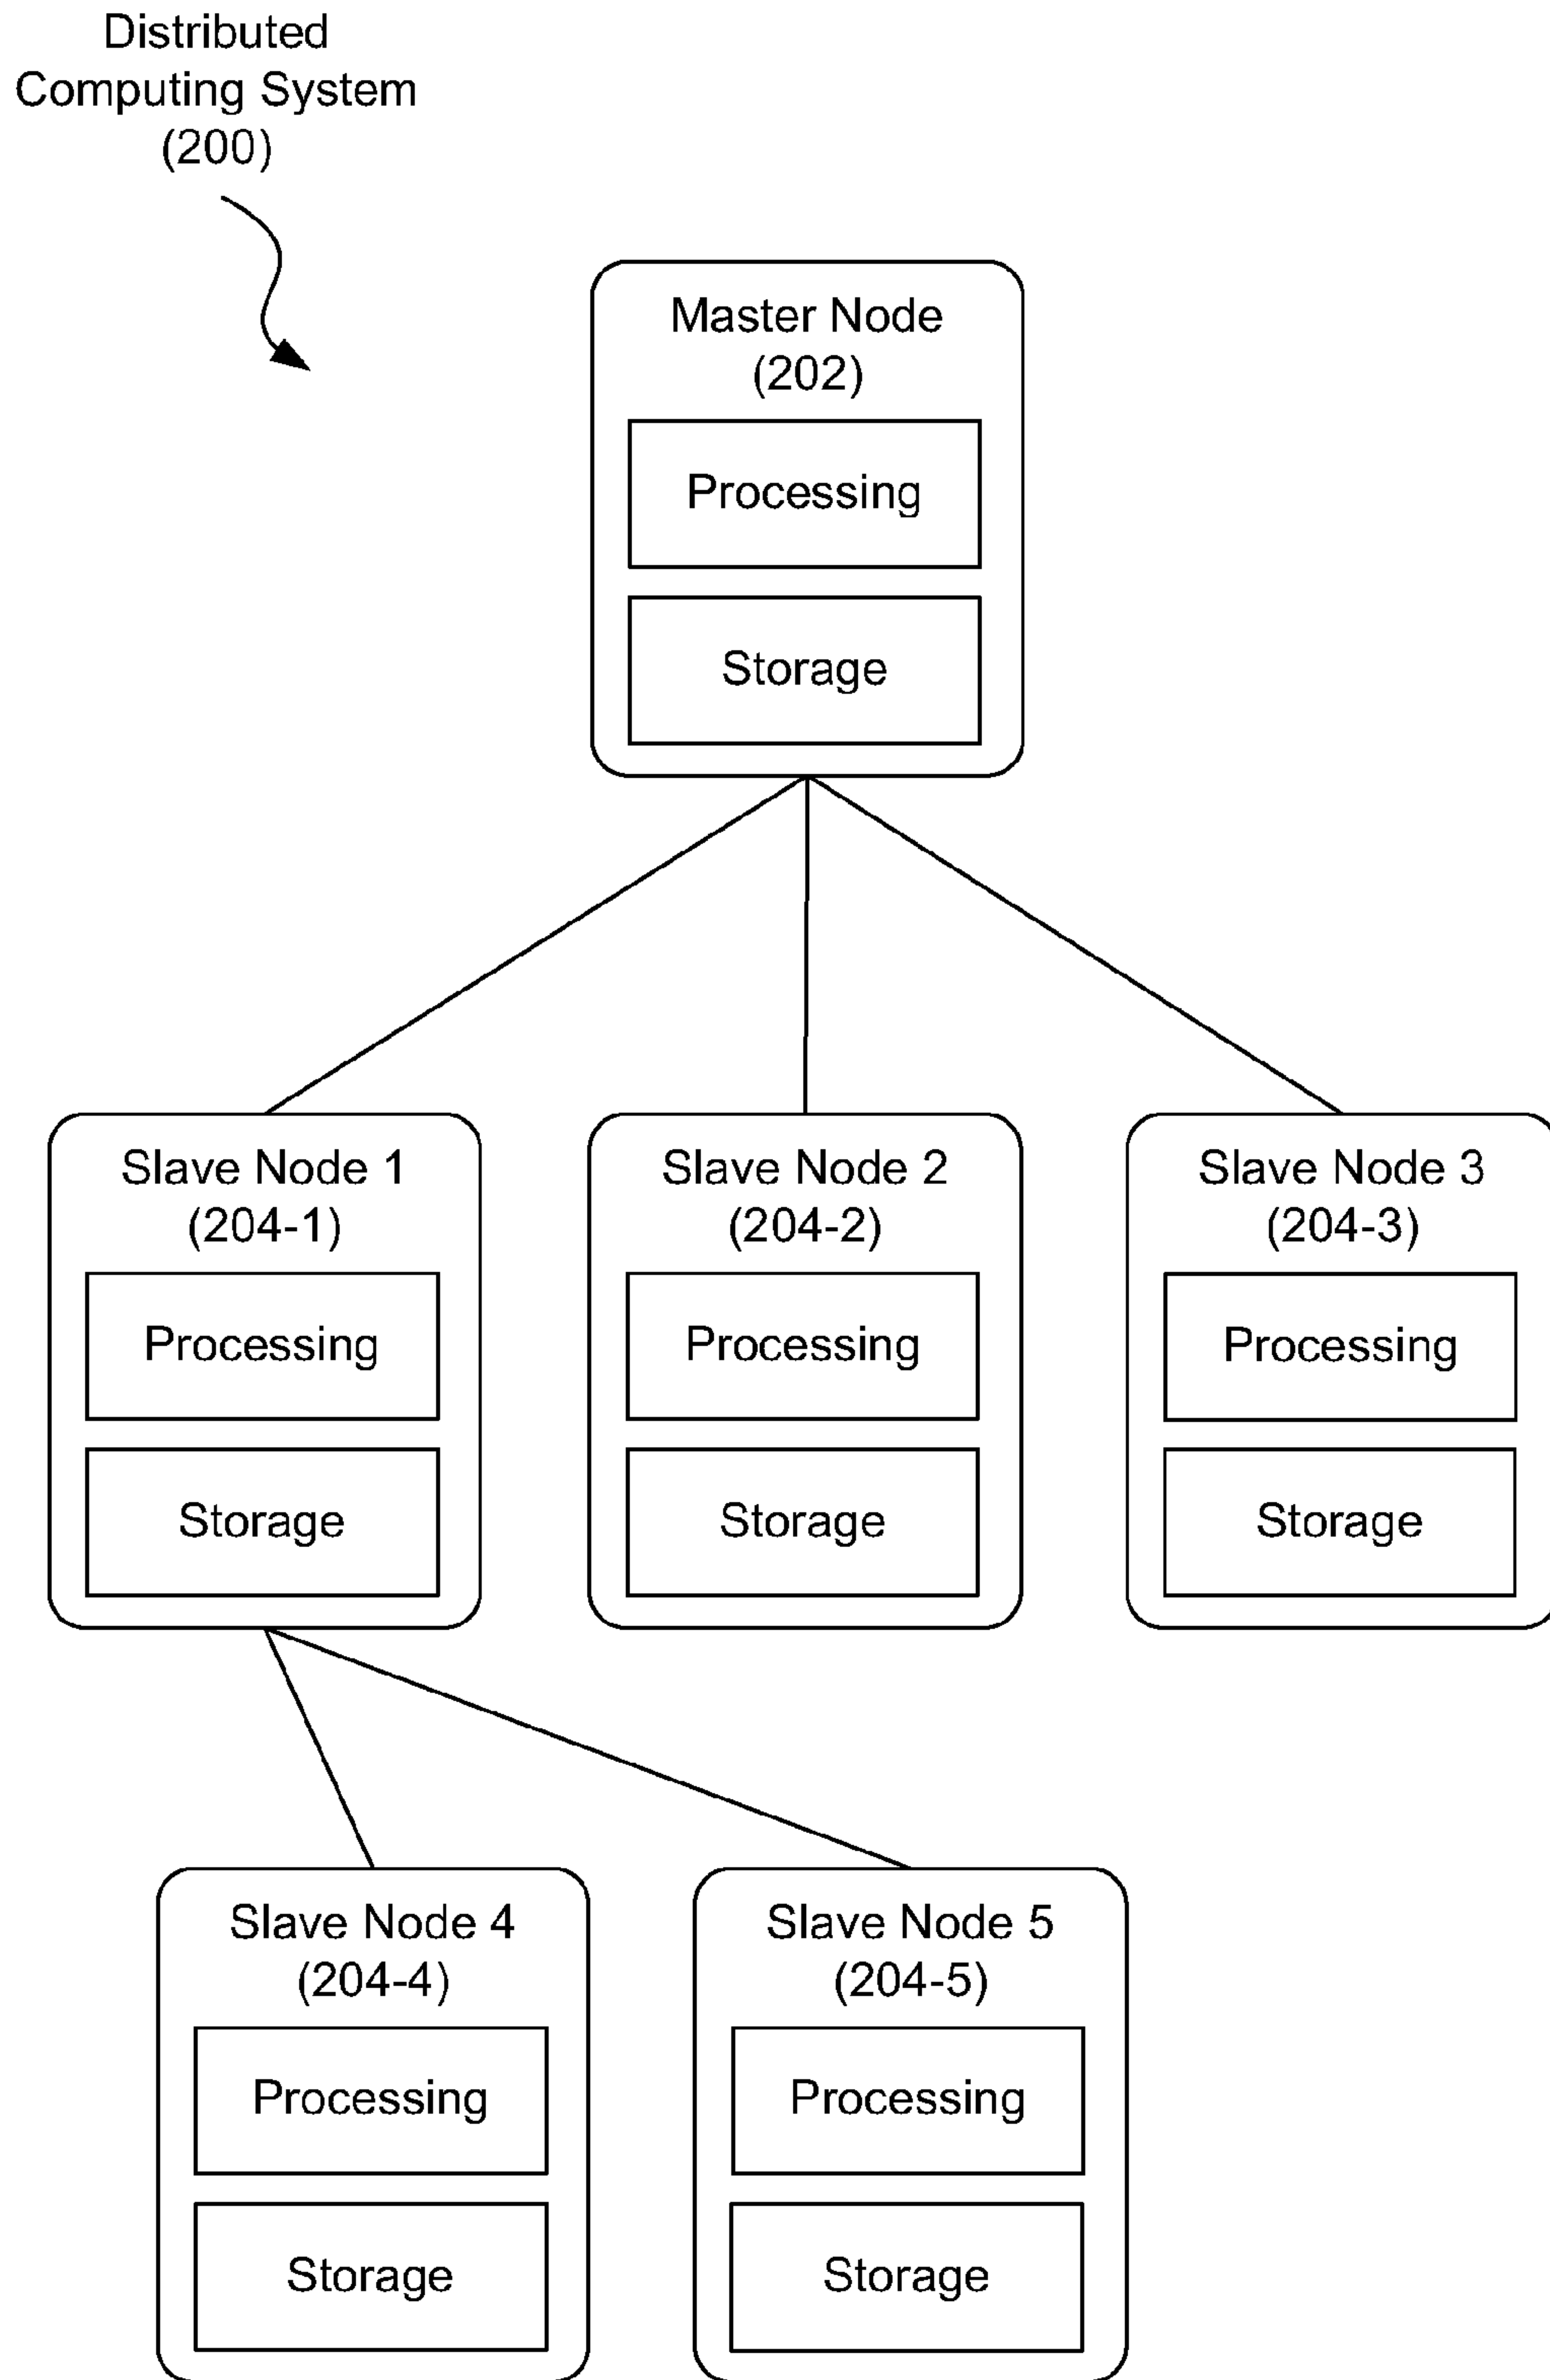 Distributed
Computing System
(200)
Master Node
(202)
Processing
Storage
Slave Node 1
(204-1)
Processing
Storage
Slave Node 2
(204-2)
Processing
Storage
Slave Node 3
(204-3)
Processing
Storage
Slave Node 4
(204-4)
Processing
Storage
Slave Node 5
(204-5)
Processing
Storage